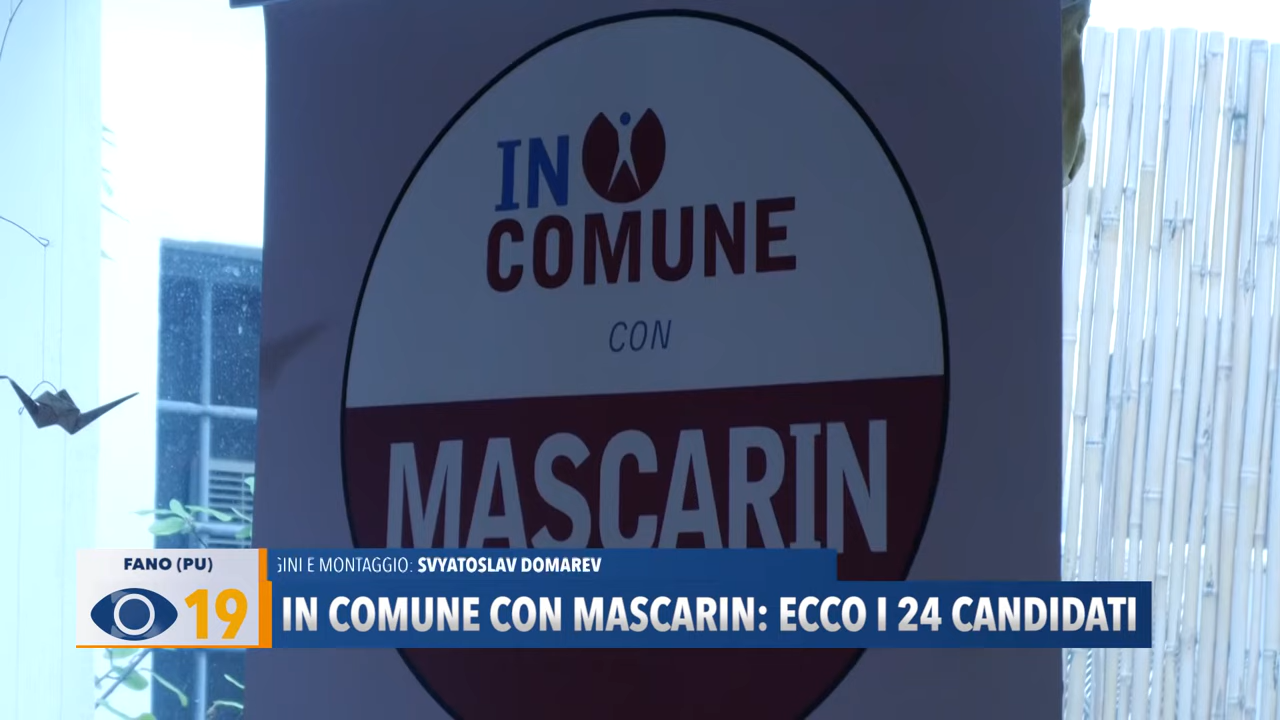 IN
COMUNE
CON
MASCARIN
FANO (PU)
GINI E MONTAGGIO: SVYATOSLAV DOMAREV
19
IN COMUNE CON MASCARIN: ECCO I 24 CANDIDATI